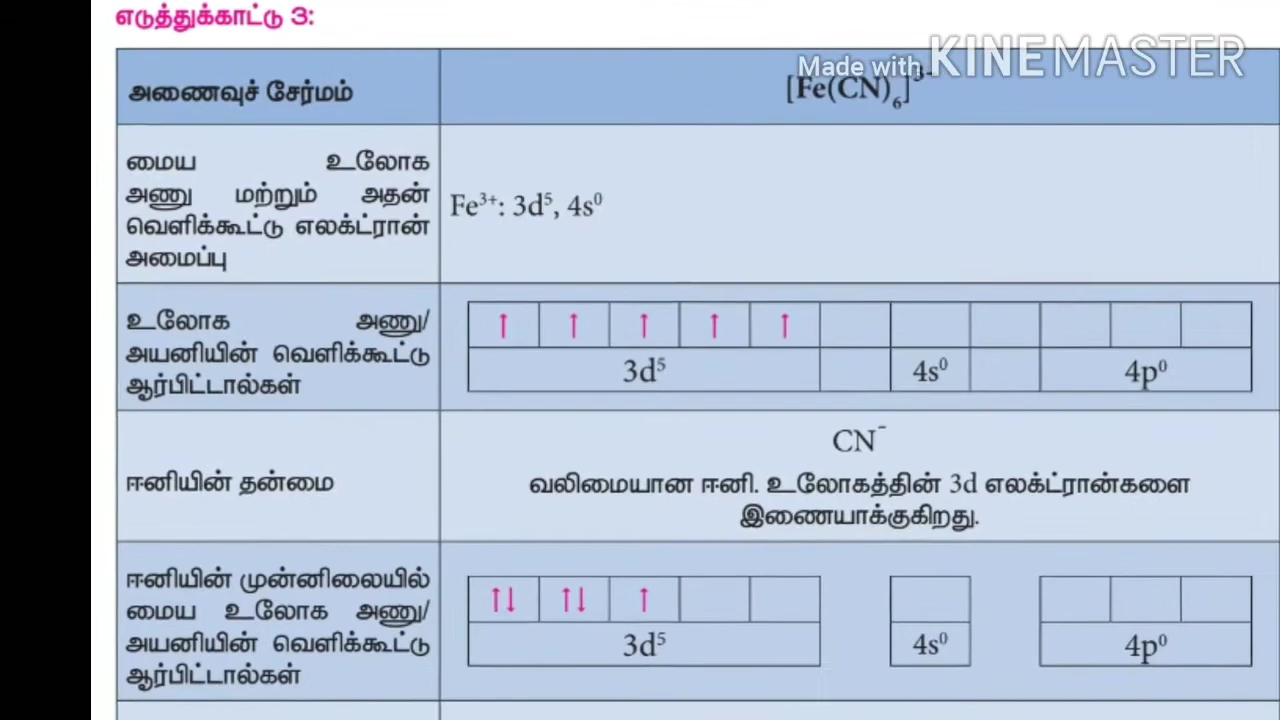 எடுத்துக்காட்டு 3:
Made with KINEMASTER
அணைவுச் சேர்மம்
[Fe(CN)₆]³⁻
மைய உலோக
அணு மற்றும் அதன்
வெளிக்கூட்டு எலக்ட்ரான்
அமைப்பு
Fe³⁺: 3d⁵, 4s⁰
உலோக அணு/
அயனியின் வெளிக்கூட்டு
ஆர்பிட்டால்கள்
↑ ↑ ↑ ↑ ↑
3d⁵ 4s⁰ 4p⁰
ஈனியின் தன்மை
CN⁻
வலிமையான ஈனி. உலோகத்தின் 3d எலக்ட்ரான்களை
இணையாக்குகிறது.
ஈனியின் முன்னிலையில்
மைய உலோக அணு/
அயனியின் வெளிக்கூட்டு
ஆர்பிட்டால்கள்
↑↓ ↑↓ ↑
3d⁵ 4s⁰ 4p⁰